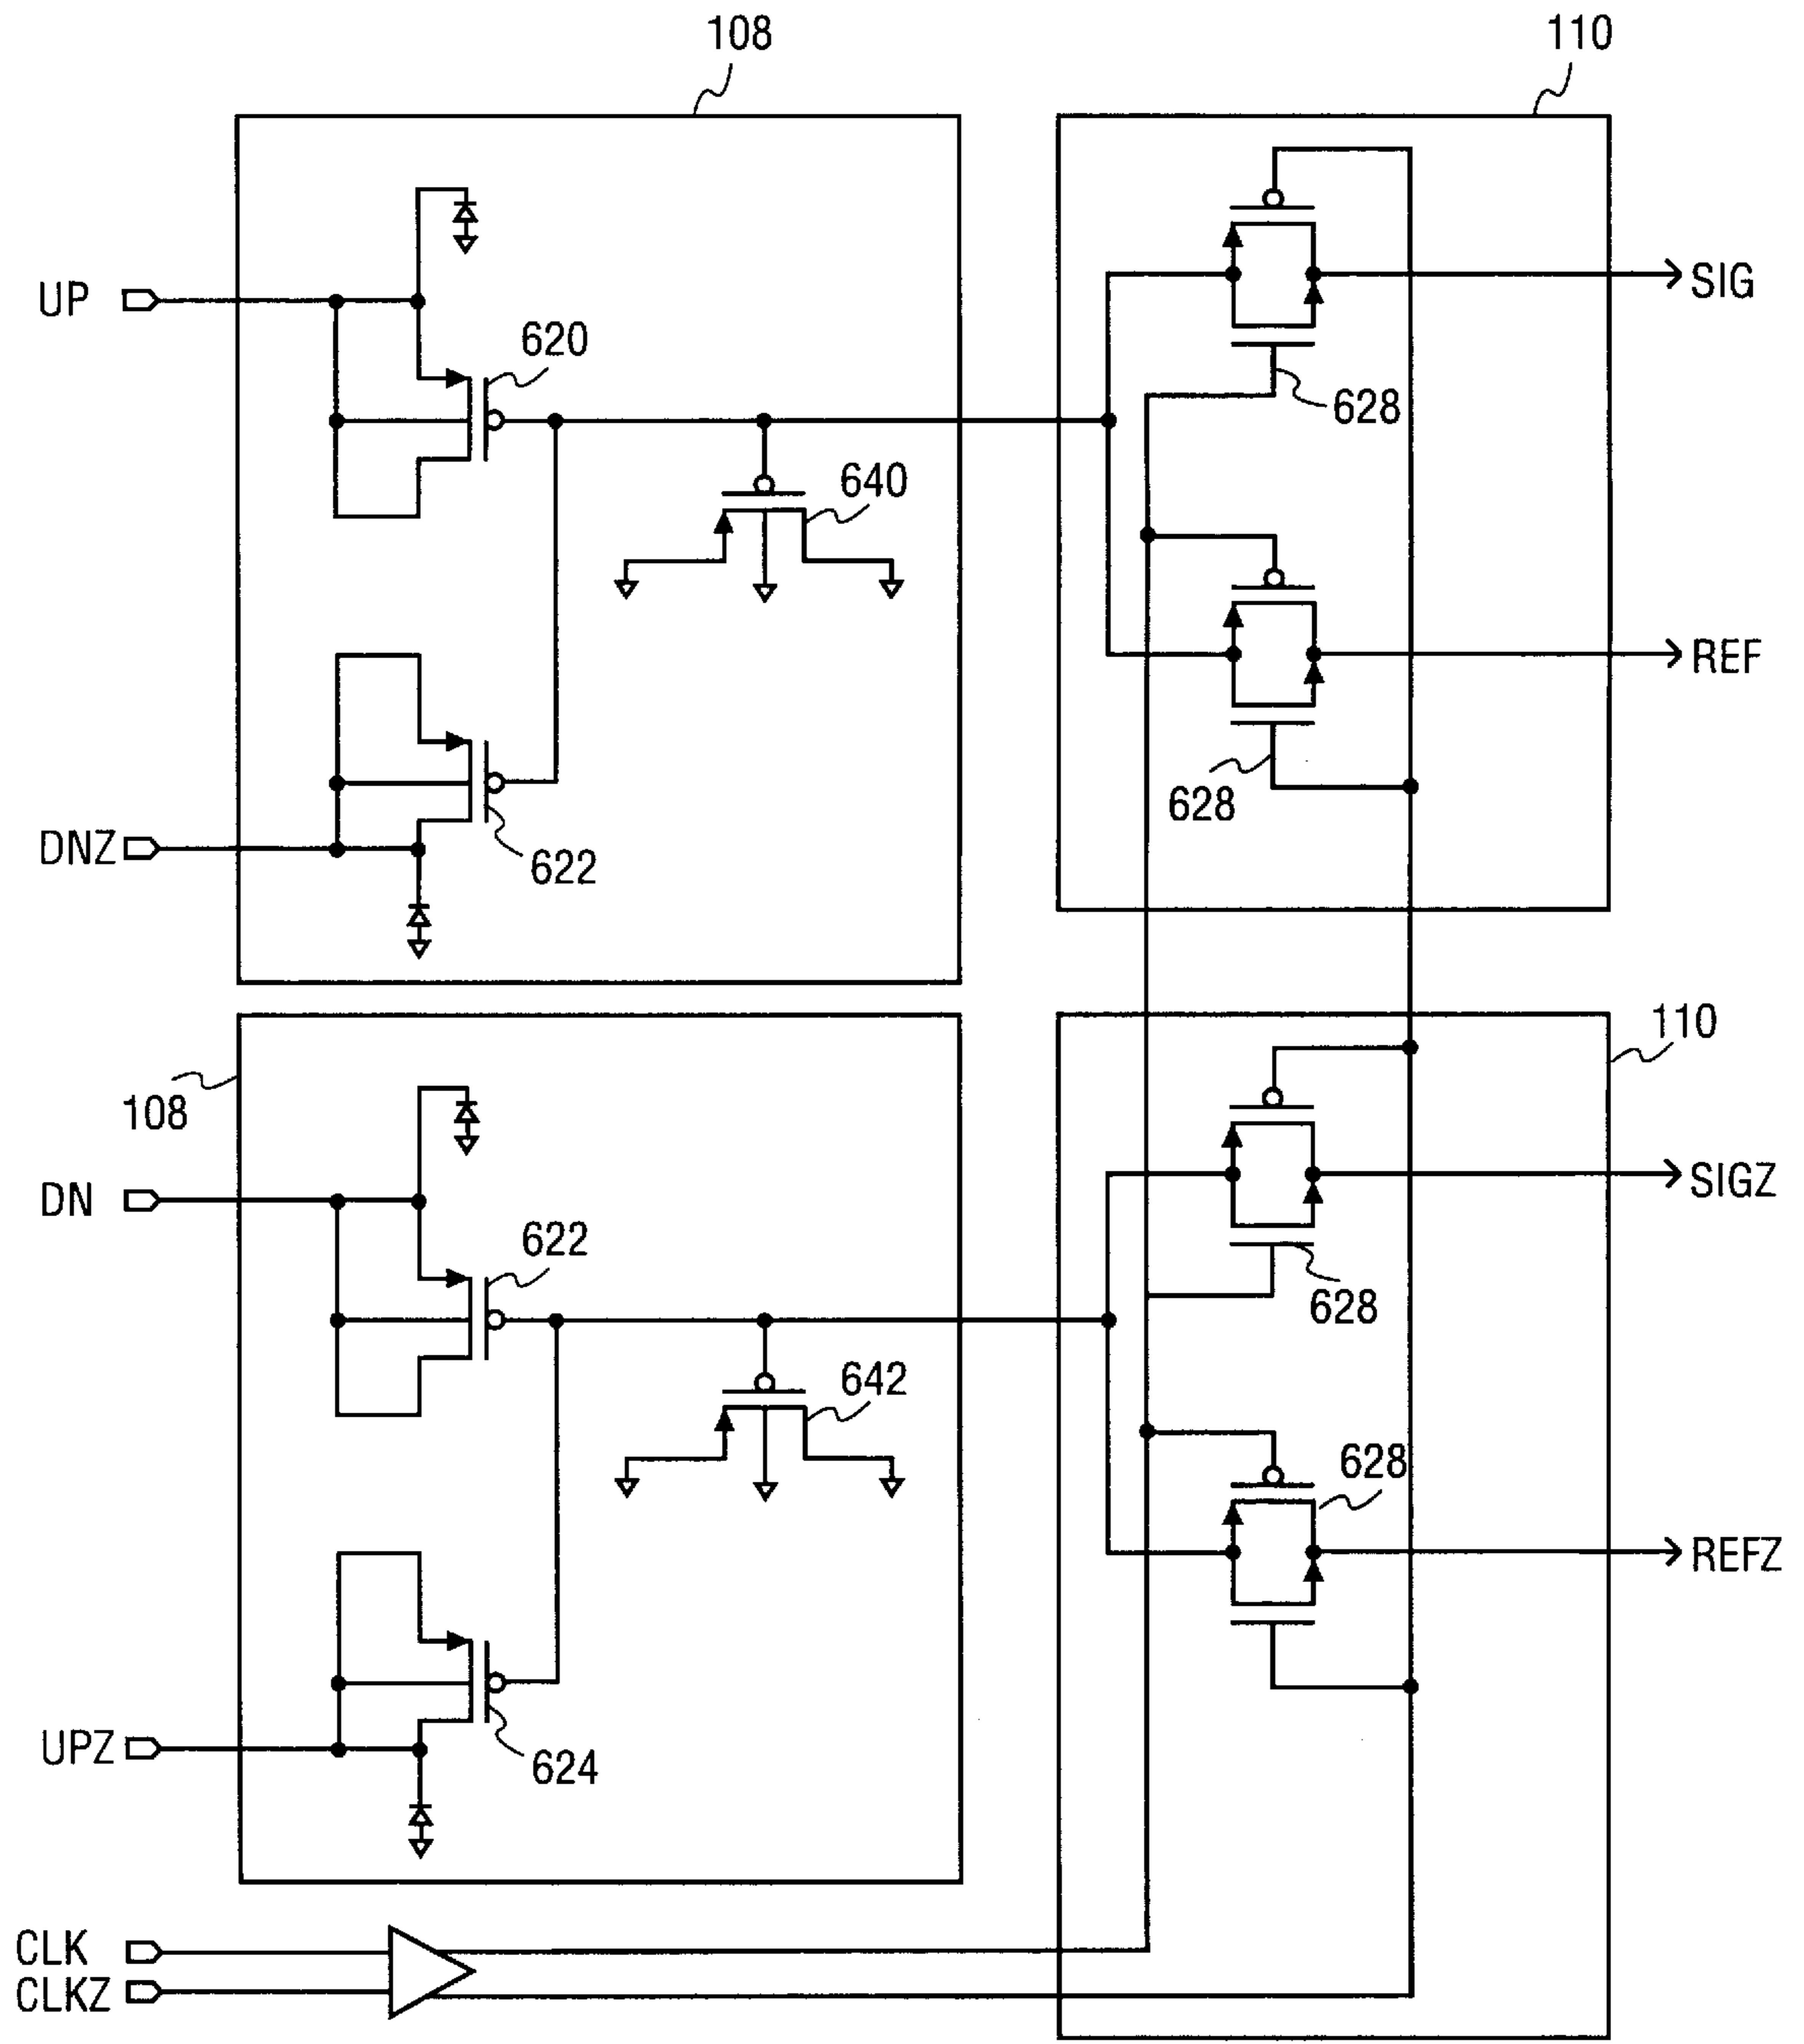 108
110
UP
620
SIG
628
640
REF
628
DNZ
622
108
110
DN
622
SIGZ
628
642
628
REFZ
UPZ
624
CLK
CLKZ